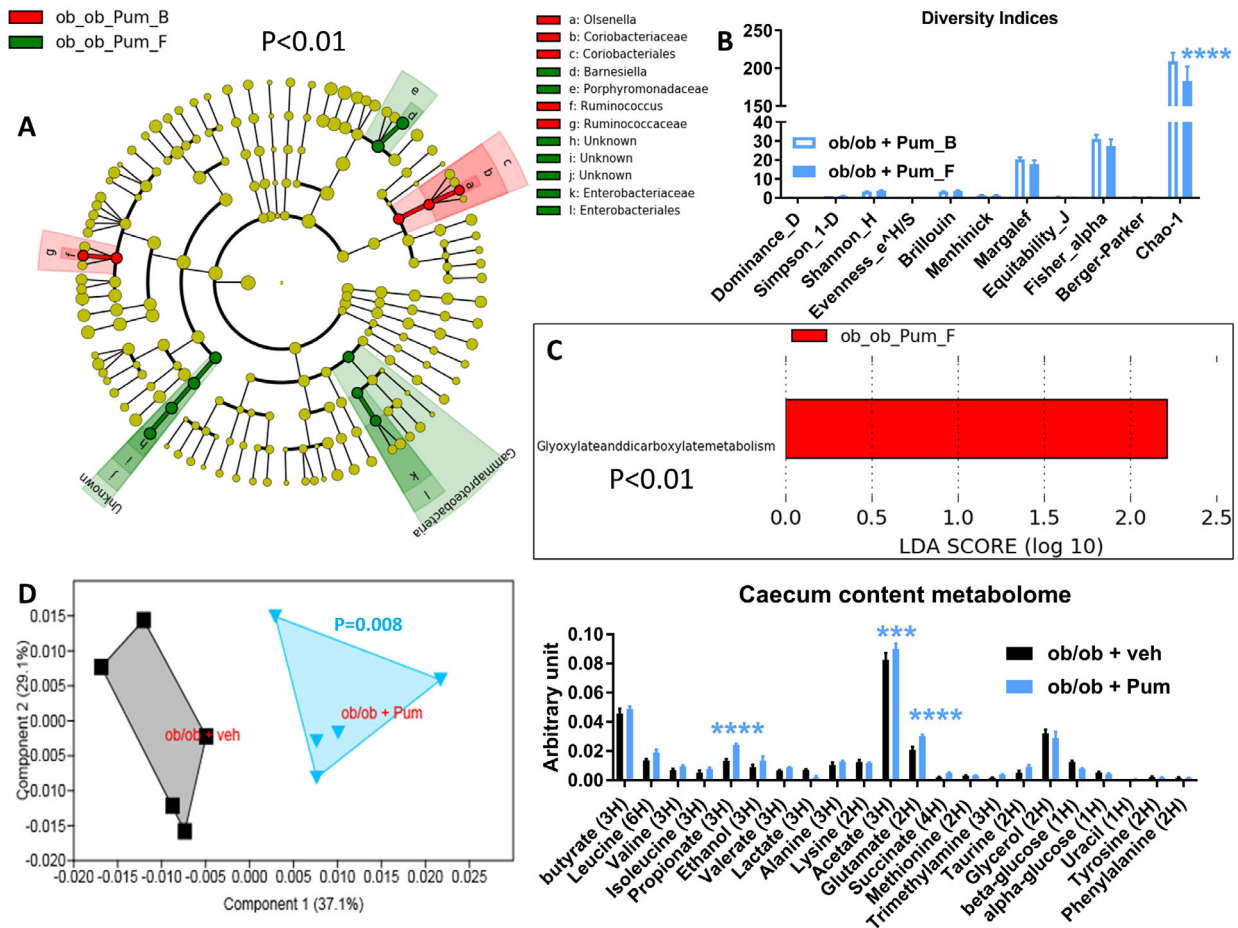 ob_ob_Pum_B
ob_ob_Pum_F
P<0.01
A
a
b
c
d
e
f
g
h
i
j
Unknown
k
l
Gammaproteobacteria
a: Olsenella
b: Coriobacteriaceae
c: Coriobacteriales
d: Barnesiella
e: Porphyromonadaceae
f: Ruminococcus
g: Ruminococcaceae
h: Unknown
i: Unknown
j: Unknown
k: Enterobacteriaceae
l: Enterobacteriales
B
Diversity Indices
250
200
150
100
50
40
30
20
10
0
ob/ob + Pum_B
ob/ob + Pum_F
****
Dominance_D
Simpson_1-D
Shannon_H
Evenness_e^H/S
Brillouin
Menhinick
Margalef
Equitability_J
Fisher_alpha
Berger-Parker
Chao-1
C
ob_ob_Pum_F
Glyoxylateanddicarboxylatemetabolism
P<0.01
0.0 0.5 1.0 1.5 2.0 2.5
LDA SCORE (log 10)
D
Component 2 (29.1%)
0.015
0.010
0.005
0.000
-0.005
-0.010
-0.015
-0.020
P=0.008
ob/ob + veh
ob/ob + Pum
-0.020 -0.015 -0.010 -0.005 0.000 0.005 0.010 0.015 0.020 0.025
Component 1 (37.1%)
Caecum content metabolome
Arbitrary unit
0.10
0.08
0.06
0.04
0.02
0.00
****
***
****
ob/ob + veh
ob/ob + Pum
butyrate (3H)
Leucine (6H)
Valine (3H)
Isoleucine (3H)
Propionate (3H)
Ethanol (3H)
Valerate (3H)
Lactate (3H)
Alanine (3H)
Lysine (2H)
Acetate (3H)
Glutamate (2H)
Succinate (4H)
Methionine (2H)
Trimethylamine (3H)
Taurine (2H)
Glycerol (2H)
beta-glucose (1H)
alpha-glucose (1H)
Uracil (1H)
Tyrosine (2H)
Phenylalanine (2H)